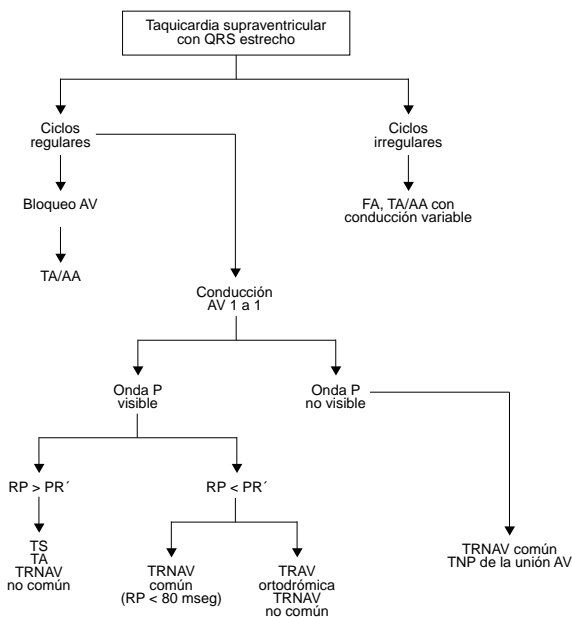 Taquicardia supraventricular
con QRS estrecho
Ciclos
regulares
Ciclos
irregulares
Bloqueo AV
FA, TA/AA con
conducción variable
TA/AA
Conducción
AV 1 a 1
Onda P
visible
Onda P
no visible
RP > PR´
RP < PR´
TS
TA
TRNAV
no común
TRNAV
común
(RP < 80 mseg)
TRAV
ortodrómica
TRNAV
no común
TRNAV común
TNP de la unión AV